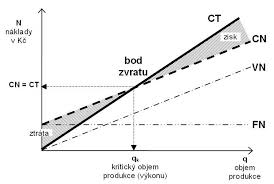 N
náklady
v Kč
CT
zisk
CN
bod
zvratu
VN
CN = CT
FN
ztráta
qk
q
kritický objem
produkce (výkonu)
objem
produkce